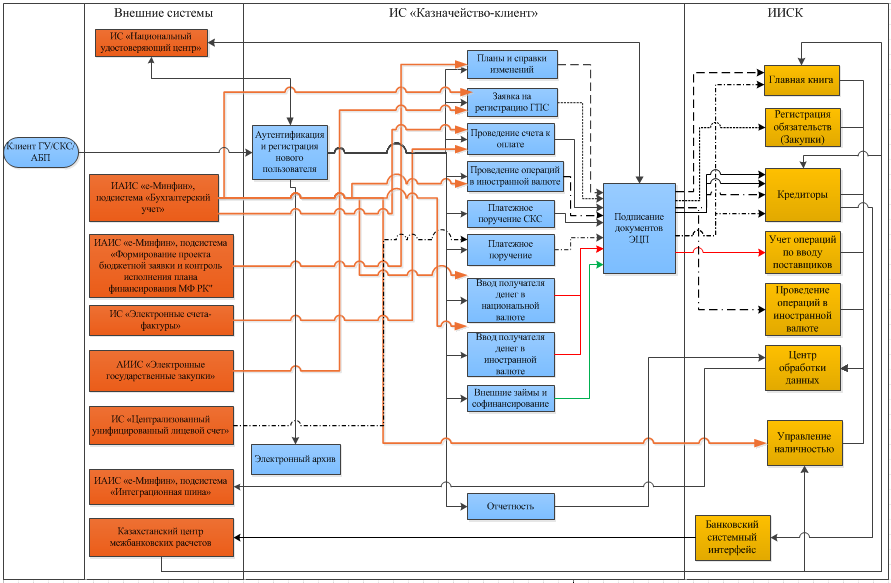 Внешние системы
ИС «Казначейство-клиент»
ИИСК
Клиент ГУ/СКС/
АБП
ИС «Национальный
удостоверяющий центр»
ИАИС «е-Минфин»,
подсистема «Бухгалтерский
учет»
ИАИС «е-Минфин», подсистема
«Формирование проекта
бюджетной заявки и контроль
исполнения плана
финансирования МФ РК"
ИС «Электронные счета-
фактуры»
АИИС «Электронные
государственные закупки»
ИС «Централизованный
унифицированный лицевой счет»
ИАИС «е-Минфин», подсистема
«Интеграционная шина»
Казахстанский центр
межбанковских расчетов
Аутентификация
и регистрация
нового
пользователя
Электронный архив
Планы и справки
изменений
Заявка на
регистрацию ГПС
Проведение счета к
оплате
Проведение операций
в иностранной валюте
Платежное
поручение СКС
Платежное
поручение
Ввод получателя
денег в
национальной
валюте
Ввод получателя
денег в
иностранной
валюте
Внешние займы и
софинансирование
Отчетность
Подписание
документов
ЭЦП
Главная книга
Регистрация
обязательств
(Закупки)
Кредиторы
Учет операций
по вводу
поставщиков
Проведение
операций в
иностранной
валюте
Центр
обработки
данных
Управление
наличностью
Банковский
системный
интерфейс